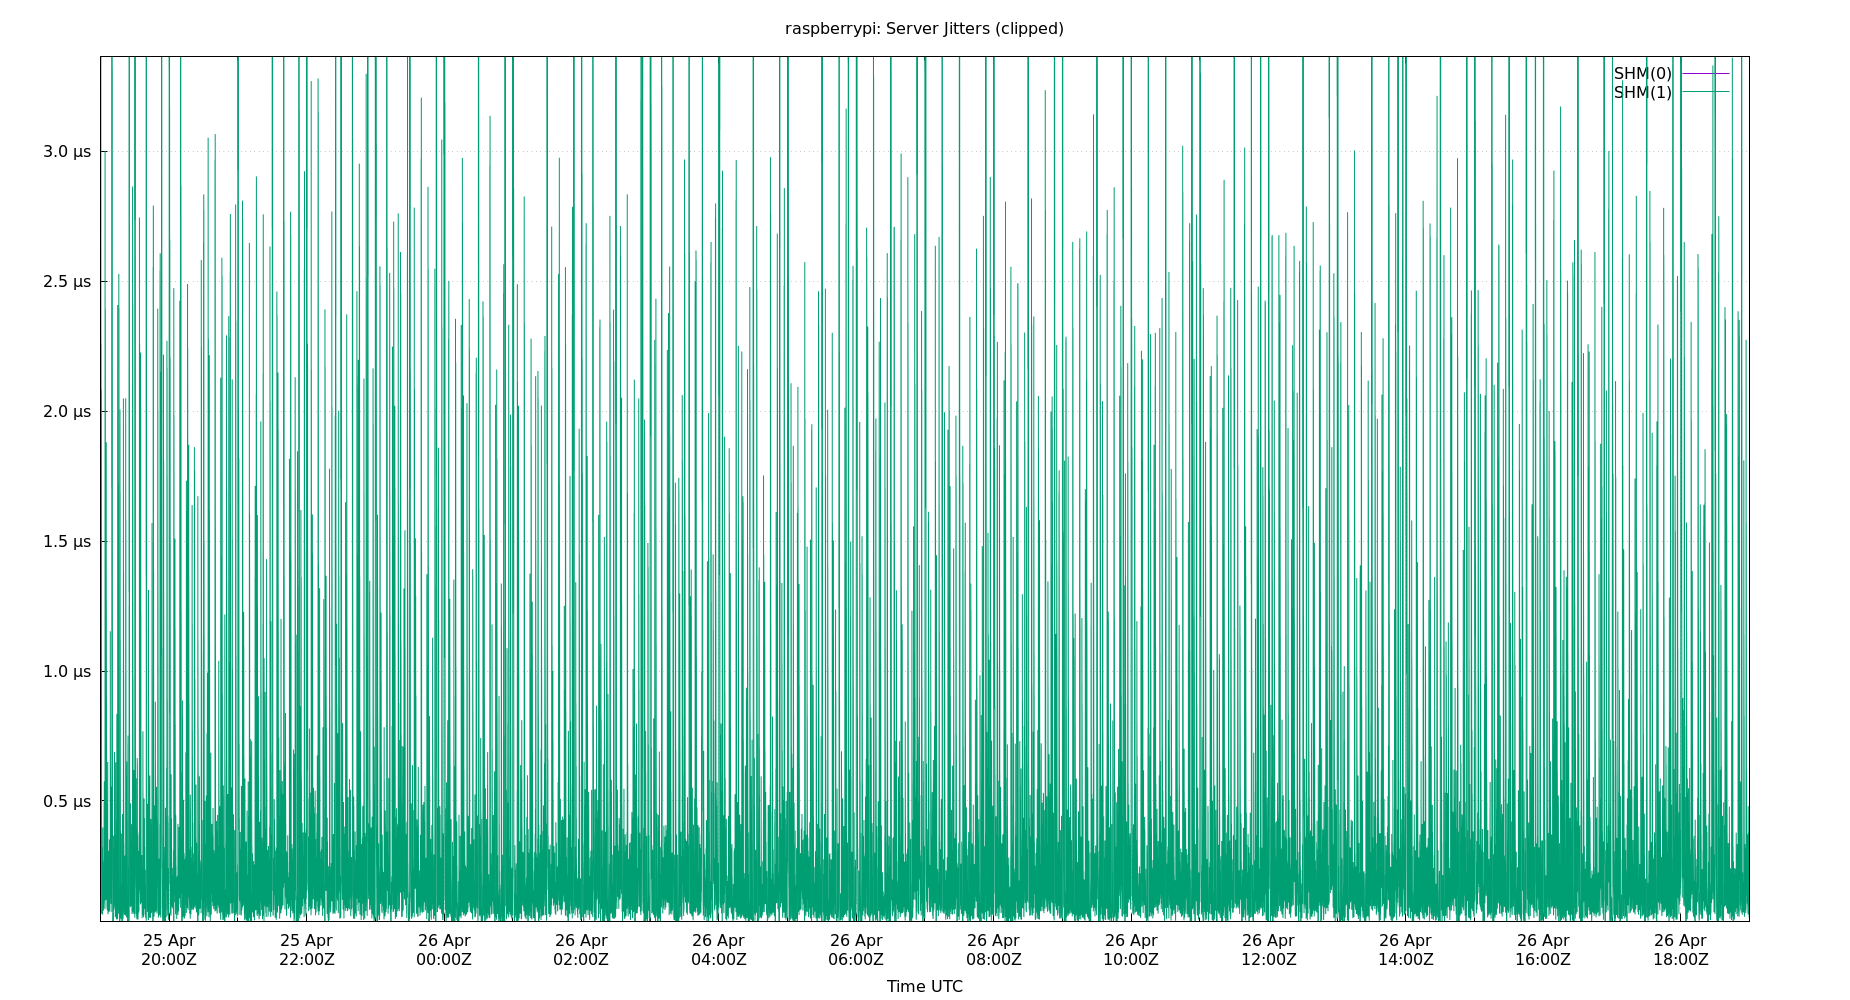 raspberrypi: Server Jitters (clipped)
SHM(0)
SHM(1)
3.0 μs
2.5 μs
2.0 μs
1.5 μs
1.0 μs
0.5 μs
25 Apr 25 Apr 26 Apr 26 Apr 26 Apr 26 Apr 26 Apr 26 Apr 26 Apr 26 Apr 26 Apr 26 Apr
20:00Z 22:00Z 00:00Z 02:00Z 04:00Z 06:00Z 08:00Z 10:00Z 12:00Z 14:00Z 16:00Z 18:00Z
Time UTC